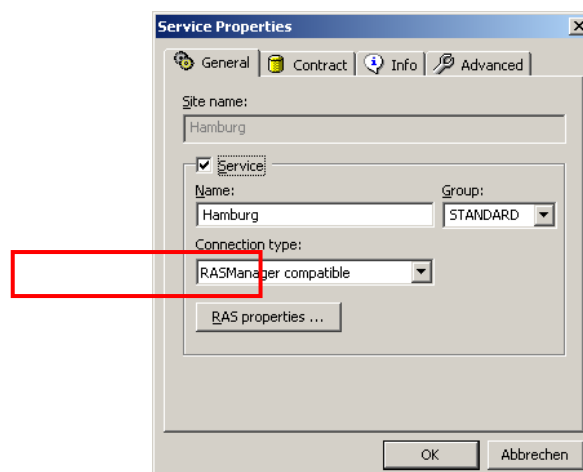 Service Properties
General Contract Info Advanced
Site name:
Hamburg
Service
Name: Group:
Hamburg STANDARD
Connection type:
RASManager compatible
RAS properties ...
OK Abbrechen